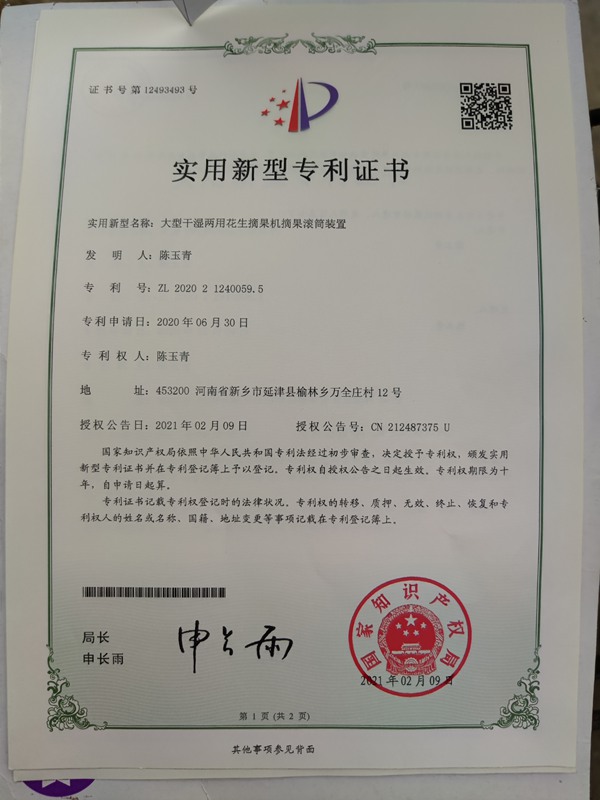 证书号第12493493号
实用新型专利证书
实用新型名称：大型干湿两用花生摘果机摘果滚筒装置
发明人：陈玉青
专利号：ZL 2020 2 1240059.5
专利申请日：2020年06月30日
专利权人：陈玉青
地址：453200 河南省新乡市延津县榆林乡万全庄村12号
授权公告日：2021年02月09日 授权公告号：CN 212487375 U
国家知识产权局依照中华人民共和国专利法经过初步审查，决定授予专利权，颁发实用
新型专利证书并在专利登记簿上予以登记。专利权自授权公告之日起生效。专利权期限为十
年，自申请日起算。
专利证书记载专利权登记时的法律状况。专利权的转移、质押、无效、终止、恢复和专
利权人的姓名或名称、国籍、地址变更等事项记载在专利登记簿上。
局长
申长雨
申长雨
国家知识产权局
2021年02月09日
第1页（共2页）
其他事项参见背面